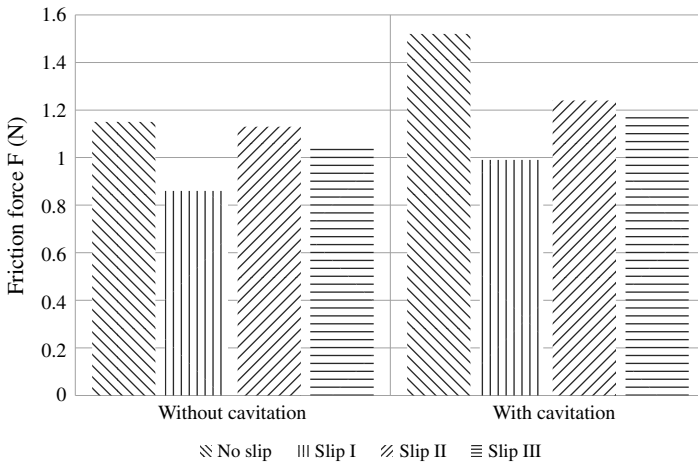 Friction force F (N)
1.6
1.4
1.2
1
0.8
0.6
0.4
0.2
0
Without cavitation
With cavitation
No slip Slip I Slip II Slip III